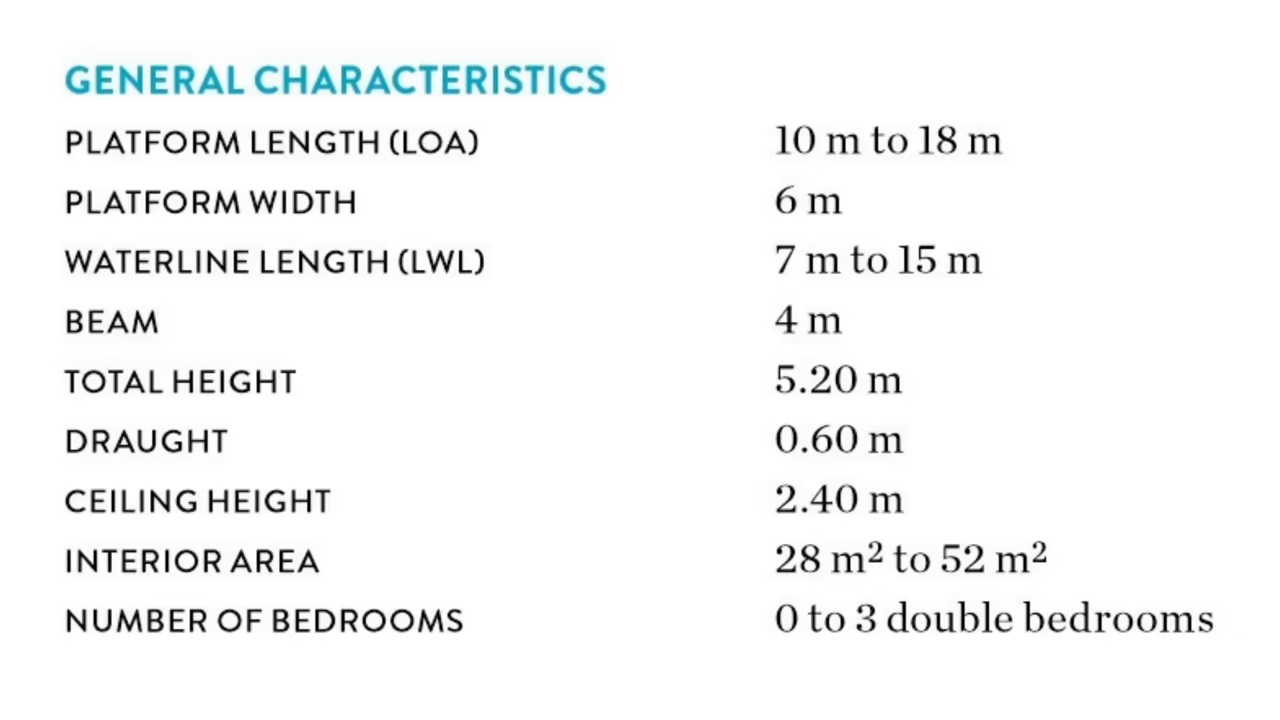 GENERAL CHARACTERISTICS
PLATFORM LENGTH (LOA) 10 m to 18 m
PLATFORM WIDTH 6 m
WATERLINE LENGTH (LWL) 7 m to 15 m
BEAM 4 m
TOTAL HEIGHT 5.20 m
DRAUGHT 0.60 m
CEILING HEIGHT 2.40 m
INTERIOR AREA 28 m² to 52 m²
NUMBER OF BEDROOMS 0 to 3 double bedrooms